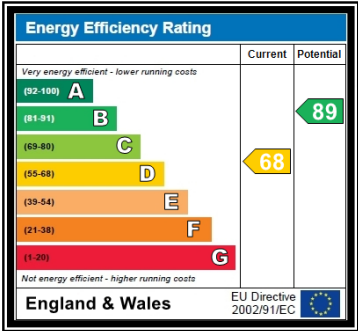 Energy Efficiency Rating
Current Potential
Very energy efficient - lower running costs
(92-100) A
(81-91) B
89
(69-80) C
(55-68) D
68
(39-54) E
(21-38) F
(1-20) G
Not energy efficient - higher running costs
England & Wales
EU Directive
2002/91/EC